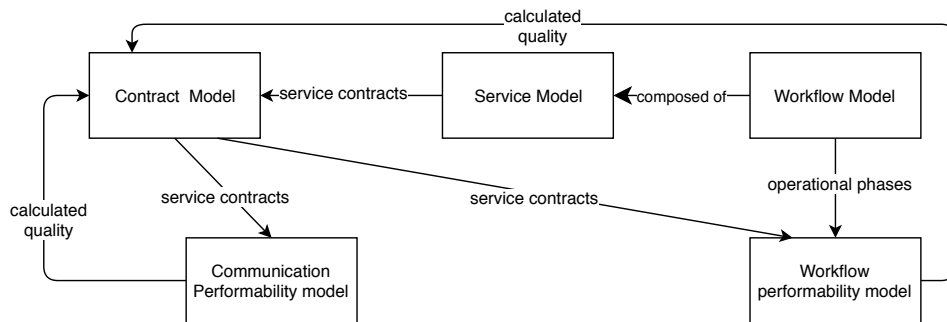 calculated
quality
Contract  Model
service contracts
Service Model
composed of
Workflow Model
service contracts
service contracts
operational phases
calculated
quality
Communication
Performability model
Workflow
performability model